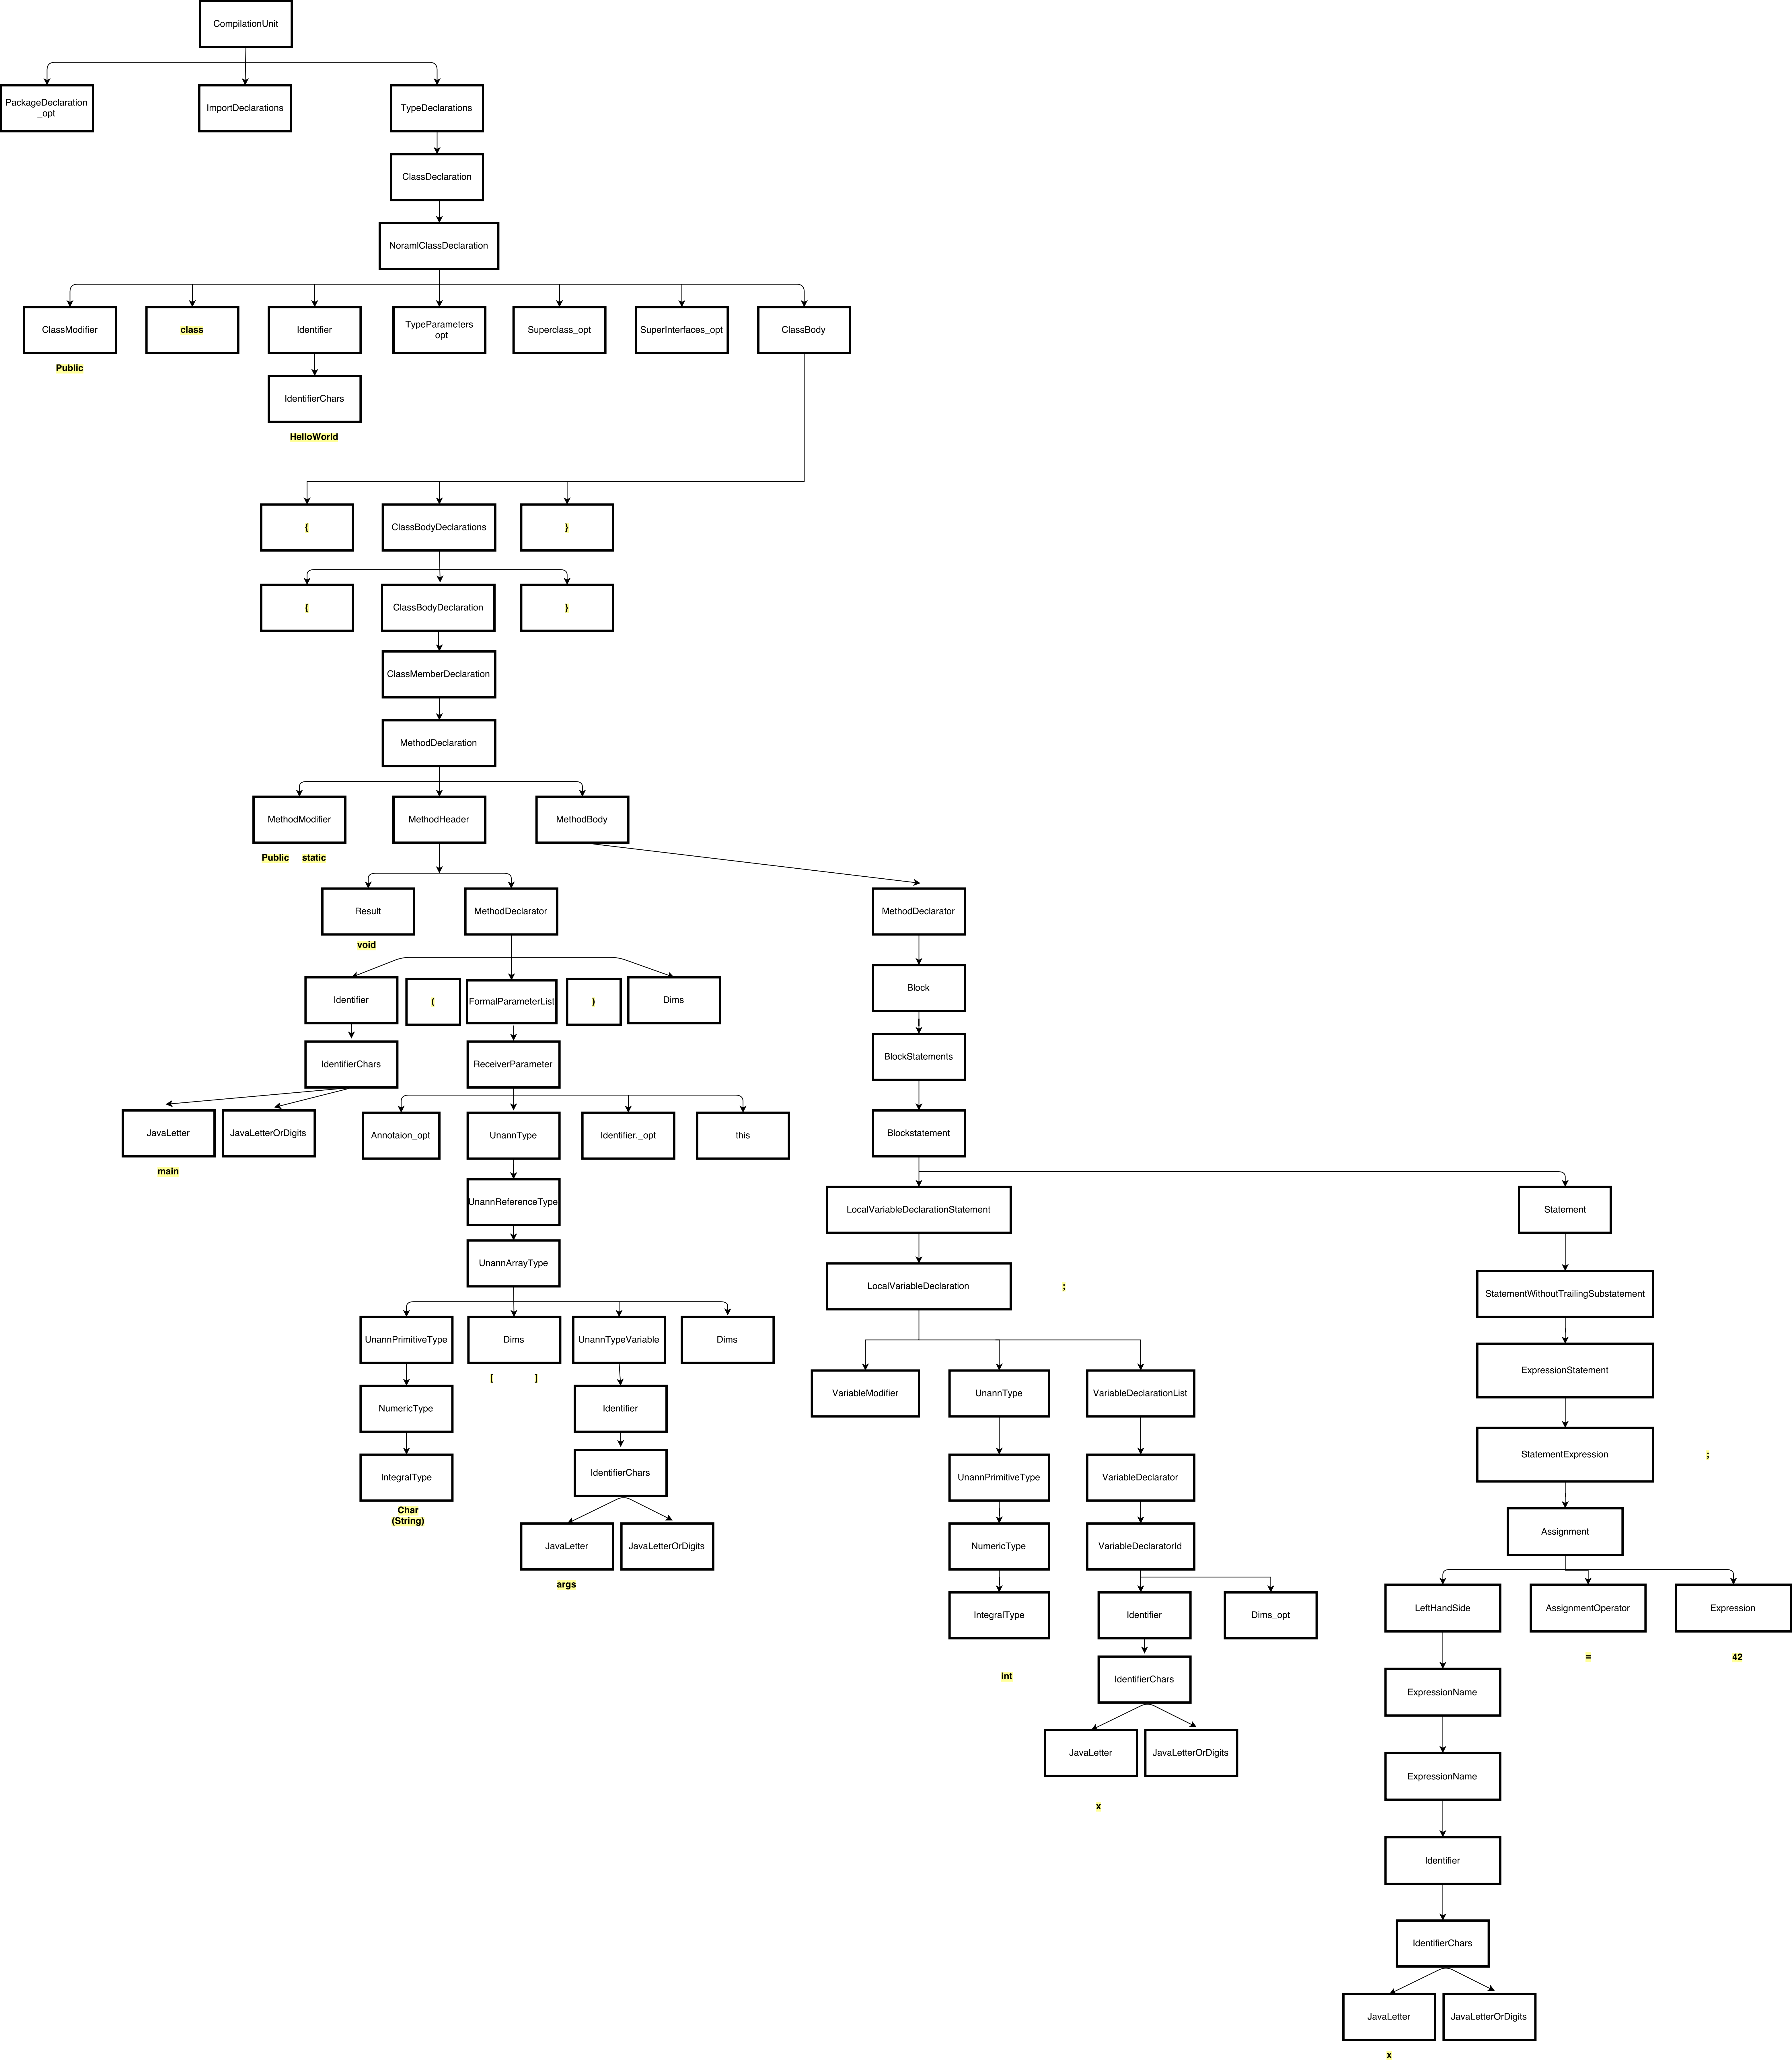 CompilationUnit
PackageDeclaration
_opt
ImportDeclarations
TypeDeclarations
ClassDeclaration
NoramlClassDeclaration
ClassModifier
class
Identifier
TypeParameters
_opt
Superclass_opt
SuperInterfaces_opt
ClassBody
Public
IdentifierChars
HelloWorld
{
ClassBodyDeclarations
}
{
ClassBodyDeclaration
}
ClassMemberDeclaration
MethodDeclaration
MethodModifier
MethodHeader
MethodBody
Public static
Result
MethodDeclarator
MethodDeclarator
void
Identifier
(
FormalParameterList
)
Dims
Block
IdentifierChars
ReceiverParameter
BlockStatements
JavaLetter
JavaLetterOrDigits
Annotaion_opt
UnannType
Identifier._opt
this
Blockstatement
main
UnannReferenceType
LocalVariableDeclarationStatement
Statement
UnannArrayType
LocalVariableDeclaration
;
StatementWithoutTrailingSubstatement
UnannPrimitiveType
Dims
UnannTypeVariable
Dims
[ ]
ExpressionStatement
VariableModifier
UnannType
VariableDeclarationList
NumericType
Identifier
StatementExpression
;
IntegralType
IdentifierChars
UnannPrimitiveType
VariableDeclarator
Char
(String)
Assignment
JavaLetter
JavaLetterOrDigits
NumericType
VariableDeclaratorId
args
IntegralType
Identifier
Dims_opt
LeftHandSide
AssignmentOperator
Expression
=
42
int
IdentifierChars
ExpressionName
JavaLetter
JavaLetterOrDigits
ExpressionName
x
Identifier
IdentifierChars
JavaLetter
JavaLetterOrDigits
x